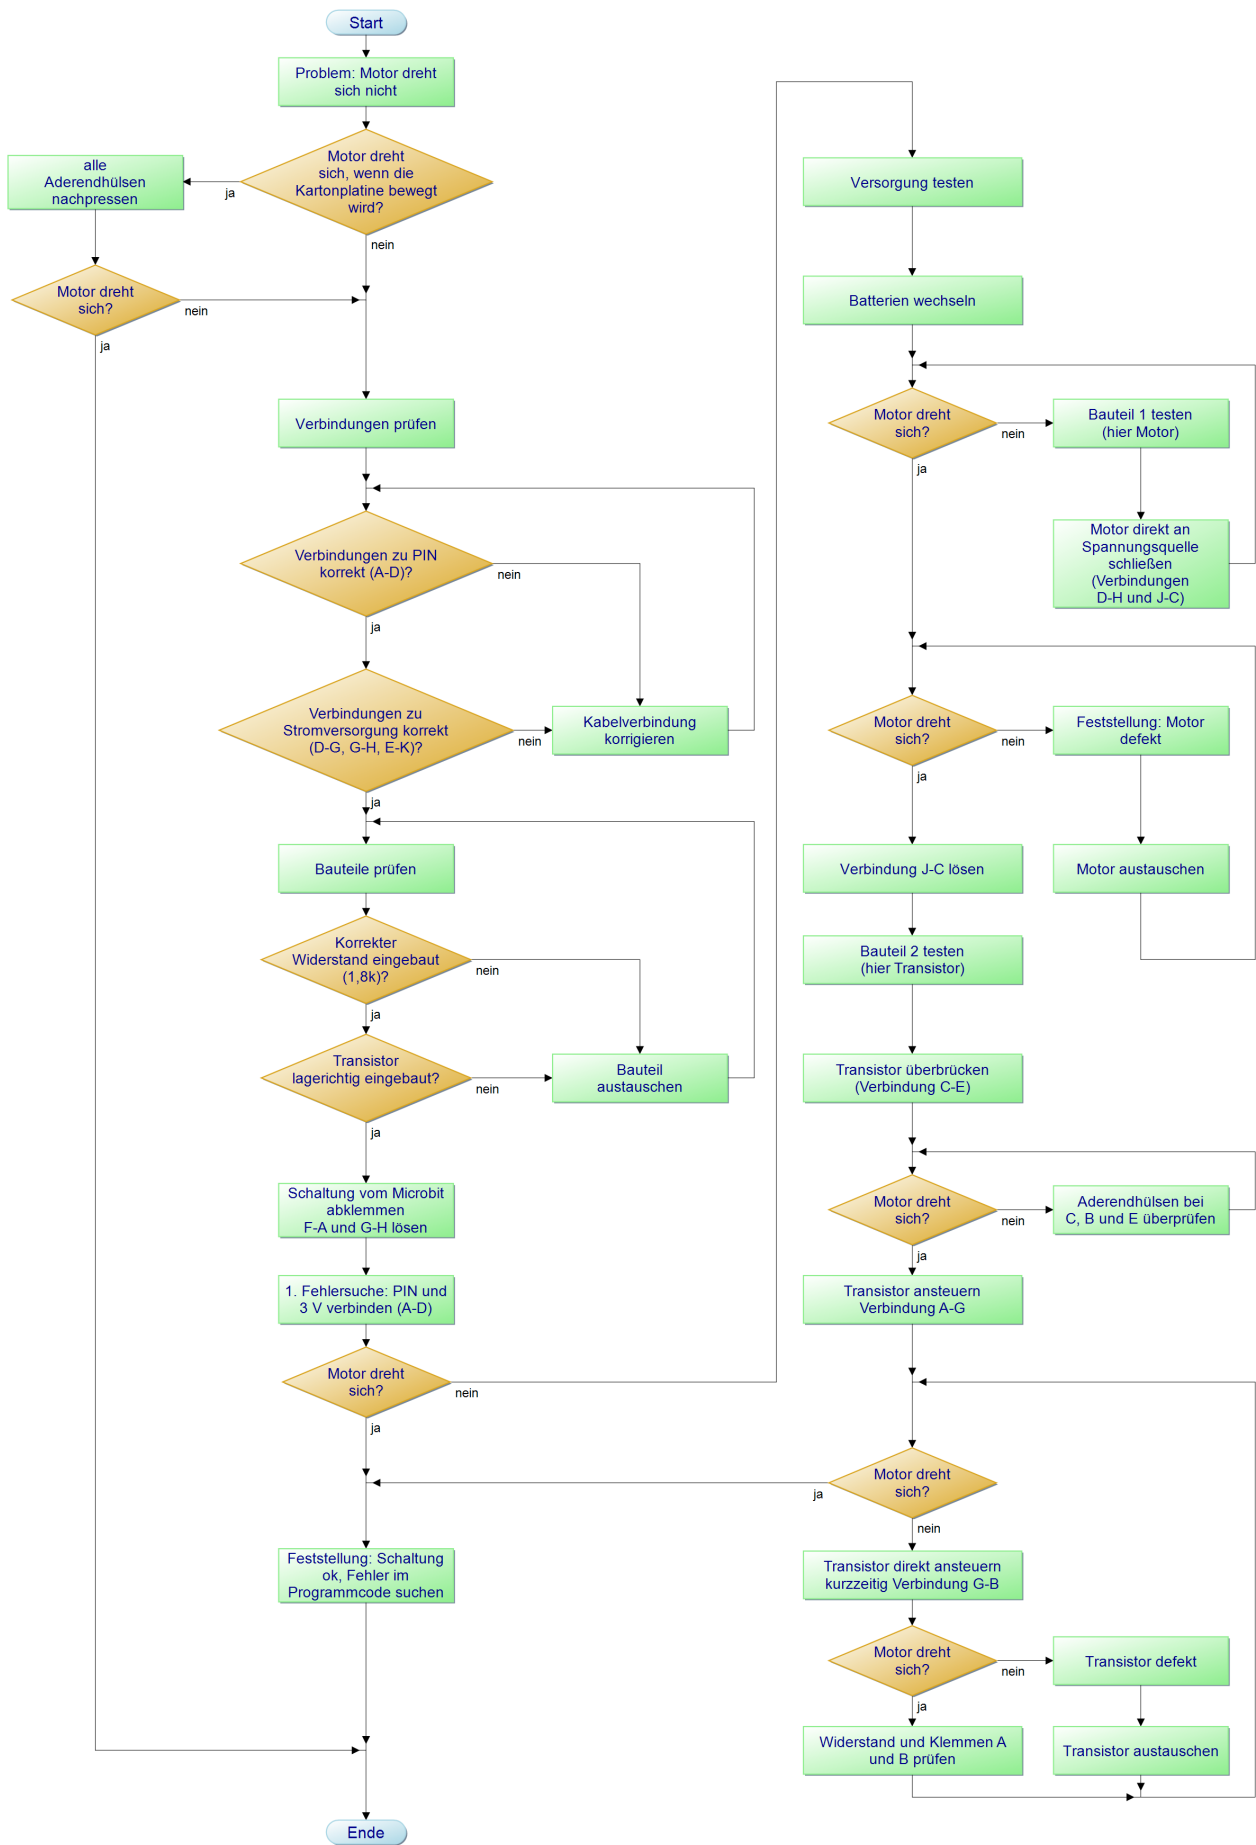 Start
Problem: Motor dreht
sich nicht
Motor dreht
sich, wenn die
Kartonplatine bewegt
wird?
ja
nein
alle
Aderendhülsen
nachpressen
Motor dreht
sich?
nein
ja
Verbindungen prüfen
Verbindungen zu PIN
korrekt (A-D)?
nein
ja
Verbindungen zu
Stromversorgung korrekt
(D-G, G-H, E-K)?
nein
ja
Kabelverbindung
korrigieren
Bauteile prüfen
Korrekter
Widerstand eingebaut
(1,8k)?
nein
ja
Transistor
lagerichtig eingebaut?
nein
ja
Bauteil
austauschen
Schaltung vom Microbit
abklemmen
F-A und G-H lösen
1. Fehlersuche: PIN und
3 V verbinden (A-D)
Motor dreht
sich?
nein
ja
Feststellung: Schaltung
ok, Fehler im
Programmcode suchen
Ende
Versorgung testen
Batterien wechseln
Motor dreht
sich?
nein
ja
Bauteil 1 testen
(hier Motor)
Motor direkt an
Spannungsquelle
schließen
(Verbindungen
D-H und J-C)
Motor dreht
sich?
nein
ja
Feststellung: Motor
defekt
Motor austauschen
Verbindung J-C lösen
Bauteil 2 testen
(hier Transistor)
Transistor überbrücken
(Verbindung C-E)
Motor dreht
sich?
nein
ja
Aderendhülsen bei
C, B und E überprüfen
Transistor ansteuern
Verbindung A-G
Motor dreht
sich?
ja
nein
Transistor direkt ansteuern
kurzzeitig Verbindung G-B
Motor dreht
sich?
nein
ja
Transistor defekt
Transistor austauschen
Widerstand und Klemmen A
und B prüfen